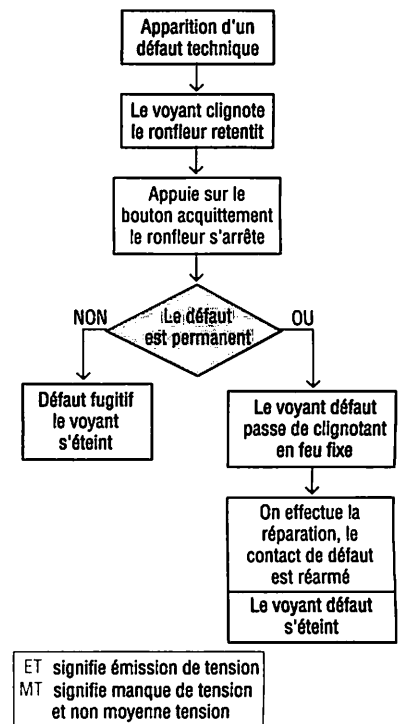 Apparition d'un
défaut technique
Le voyant clignote
le ronfleur retentit
Appuie sur le
bouton acquittement
le ronfleur s'arrête
Le défaut
est permanent
NON
OU
Défaut fugitif
le voyant
s'éteint
Le voyant défaut
passe de clignotant
en feu fixe
On effectue la
réparation, le
contact de défaut
est réarmé
Le voyant défaut
s'éteint
ET signifie émission de tension
MT signifie manque de tension
et non moyenne tension